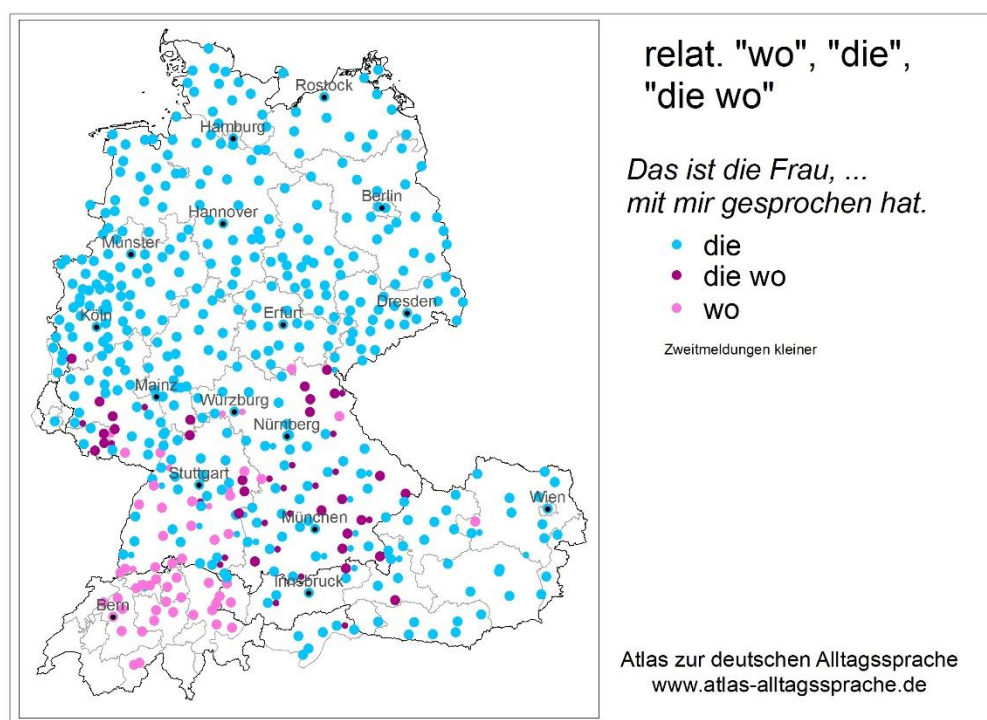 relat. "wo", "die",
"die wo"
Das ist die Frau, ...
mit mir gesprochen hat.
die
die wo
wo
Zweitmeldungen kleiner
Rostock
Hamburg
Berlin
Hannover
Münster
Dresden
Köln
Erfurt
Mainz
Würzburg
Nürnberg
Stuttgart
Wien
München
Innsbruck
Bern
Atlas zur deutschen Alltagssprache
www.atlas-alltagssprache.de